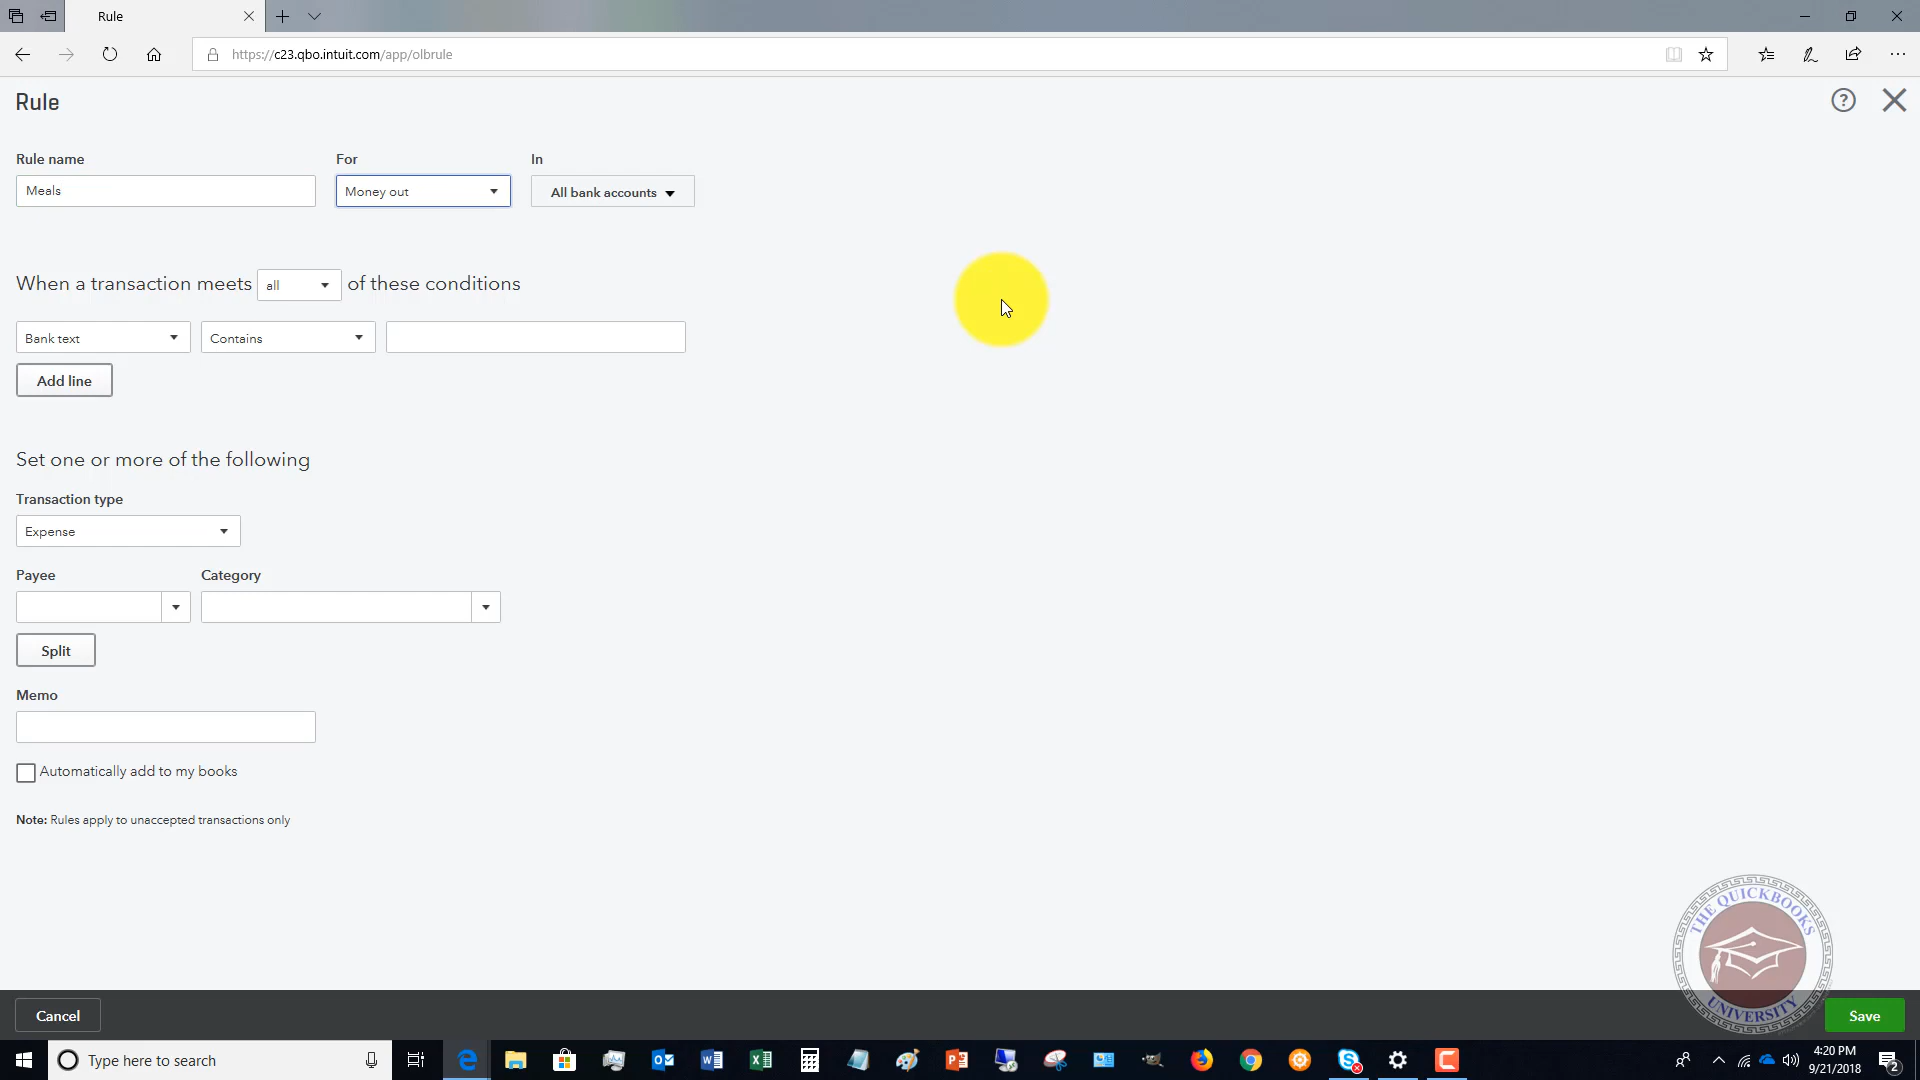 Rule
https://c23.qbo.intuit.com/app/olbrule
Rule
Rule name
For
In
Meals
Money out
All bank accounts
When a transaction meets all of these conditions
Bank text
Contains
Add line
Set one or more of the following
Transaction type
Expense
Payee
Category
Split
Memo
Automatically add to my books
Note: Rules apply to unaccepted transactions only
THE QUICKBOOKS
UNIVERSITY
Cancel
Save
Type here to search
4:20 PM
9/21/2018
2